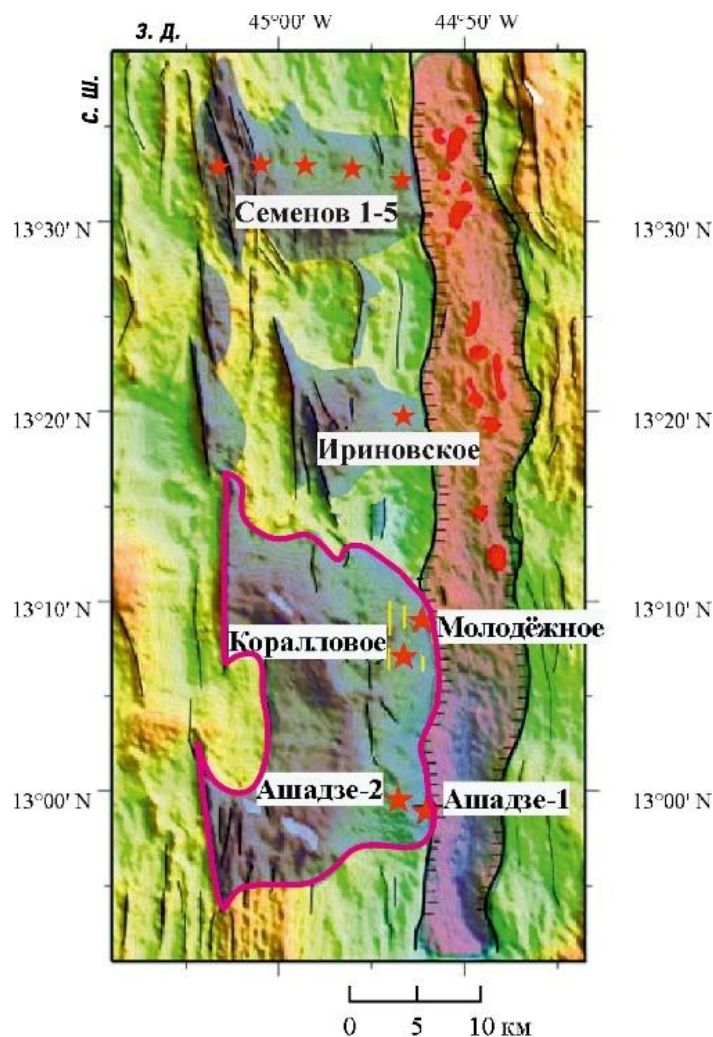 З. Д.
45°00' W
44°50' W
С. Ш.
Семенов 1-5
13°30' N
13°30' N
13°20' N
13°20' N
Ириновское
13°10' N
13°10' N
Молодёжное
Коралловое
13°00' N
13°00' N
Ашадзе-2
Ашадзе-1
0 5 10 км